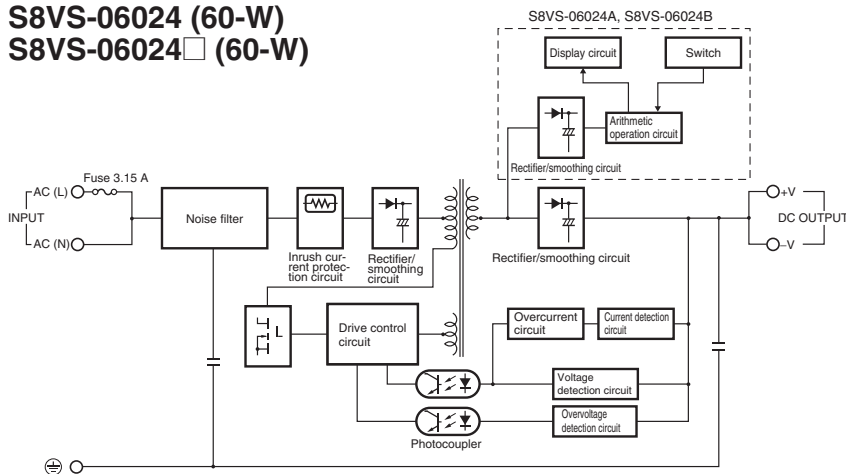 S8VS-06024 (60-W)
S8VS-06024□ (60-W)
S8VS-06024A, S8VS-06024B
Display circuit
Switch
Arithmetic
operation circuit
Rectifier/smoothing circuit
Fuse 3.15 A
AC (L)
INPUT
AC (N)
Noise filter
Inrush cur-
rent protec-
tion circuit
Rectifier/
smoothing
circuit
Rectifier/smoothing circuit
+V
DC OUTPUT
–V
Drive control
circuit
Overcurrent
circuit
Current detection
circuit
Voltage
detection circuit
Overvoltage
detection circuit
Photocoupler